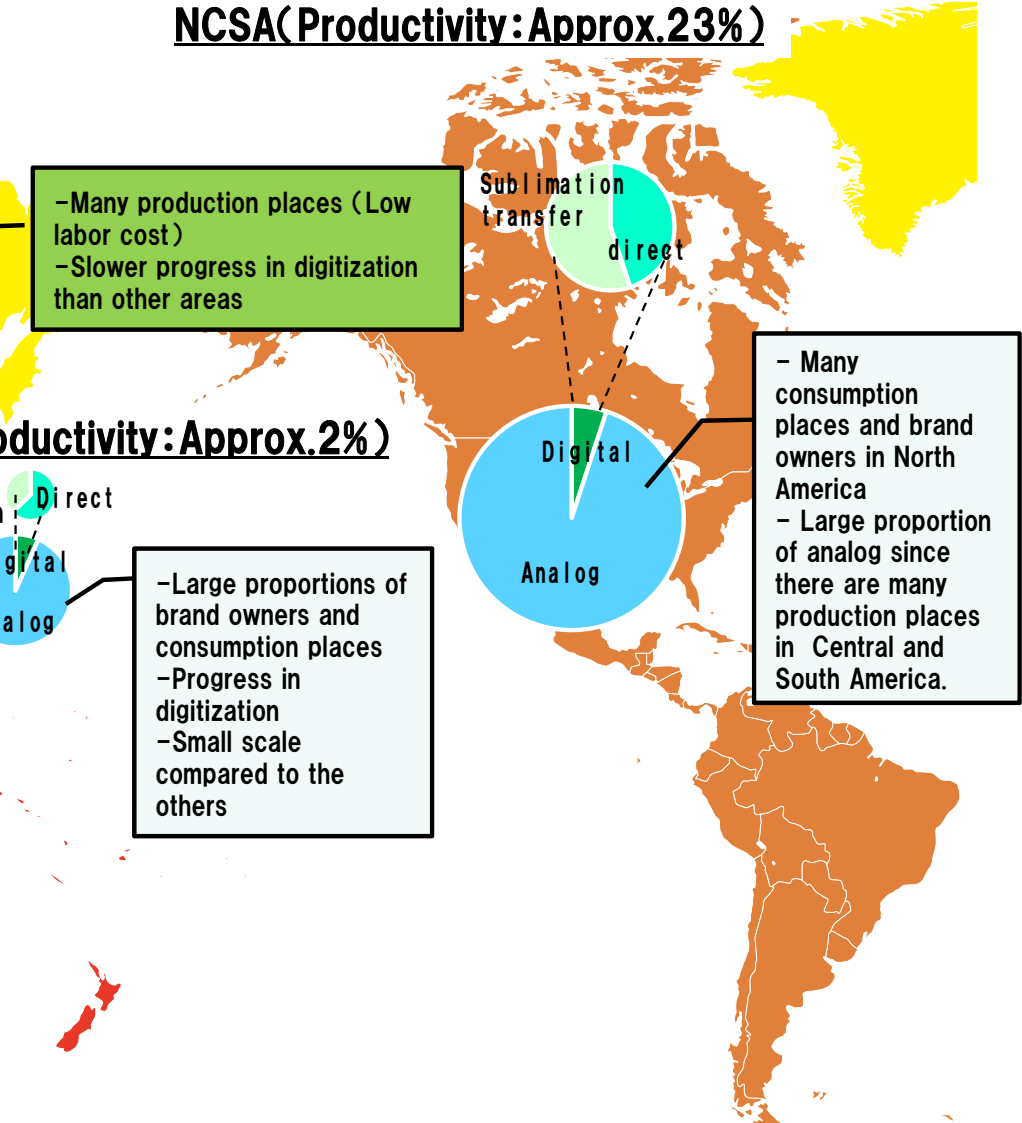 NCSA(Productivity:Approx.23%)
-Many production places (Low
labor cost)
-Slower progress in digitization
than other areas
Sublimation
transfer
direct
- Many
consumption
places and brand
owners in North
America
- Large proportion
of analog since
there are many
production places
in Central and
South America.
Digital
Analog
oductivity:Approx.2%)
Direct
n
gital
alog
-Large proportions of
brand owners and
consumption places
-Progress in
digitization
-Small scale
compared to the
others